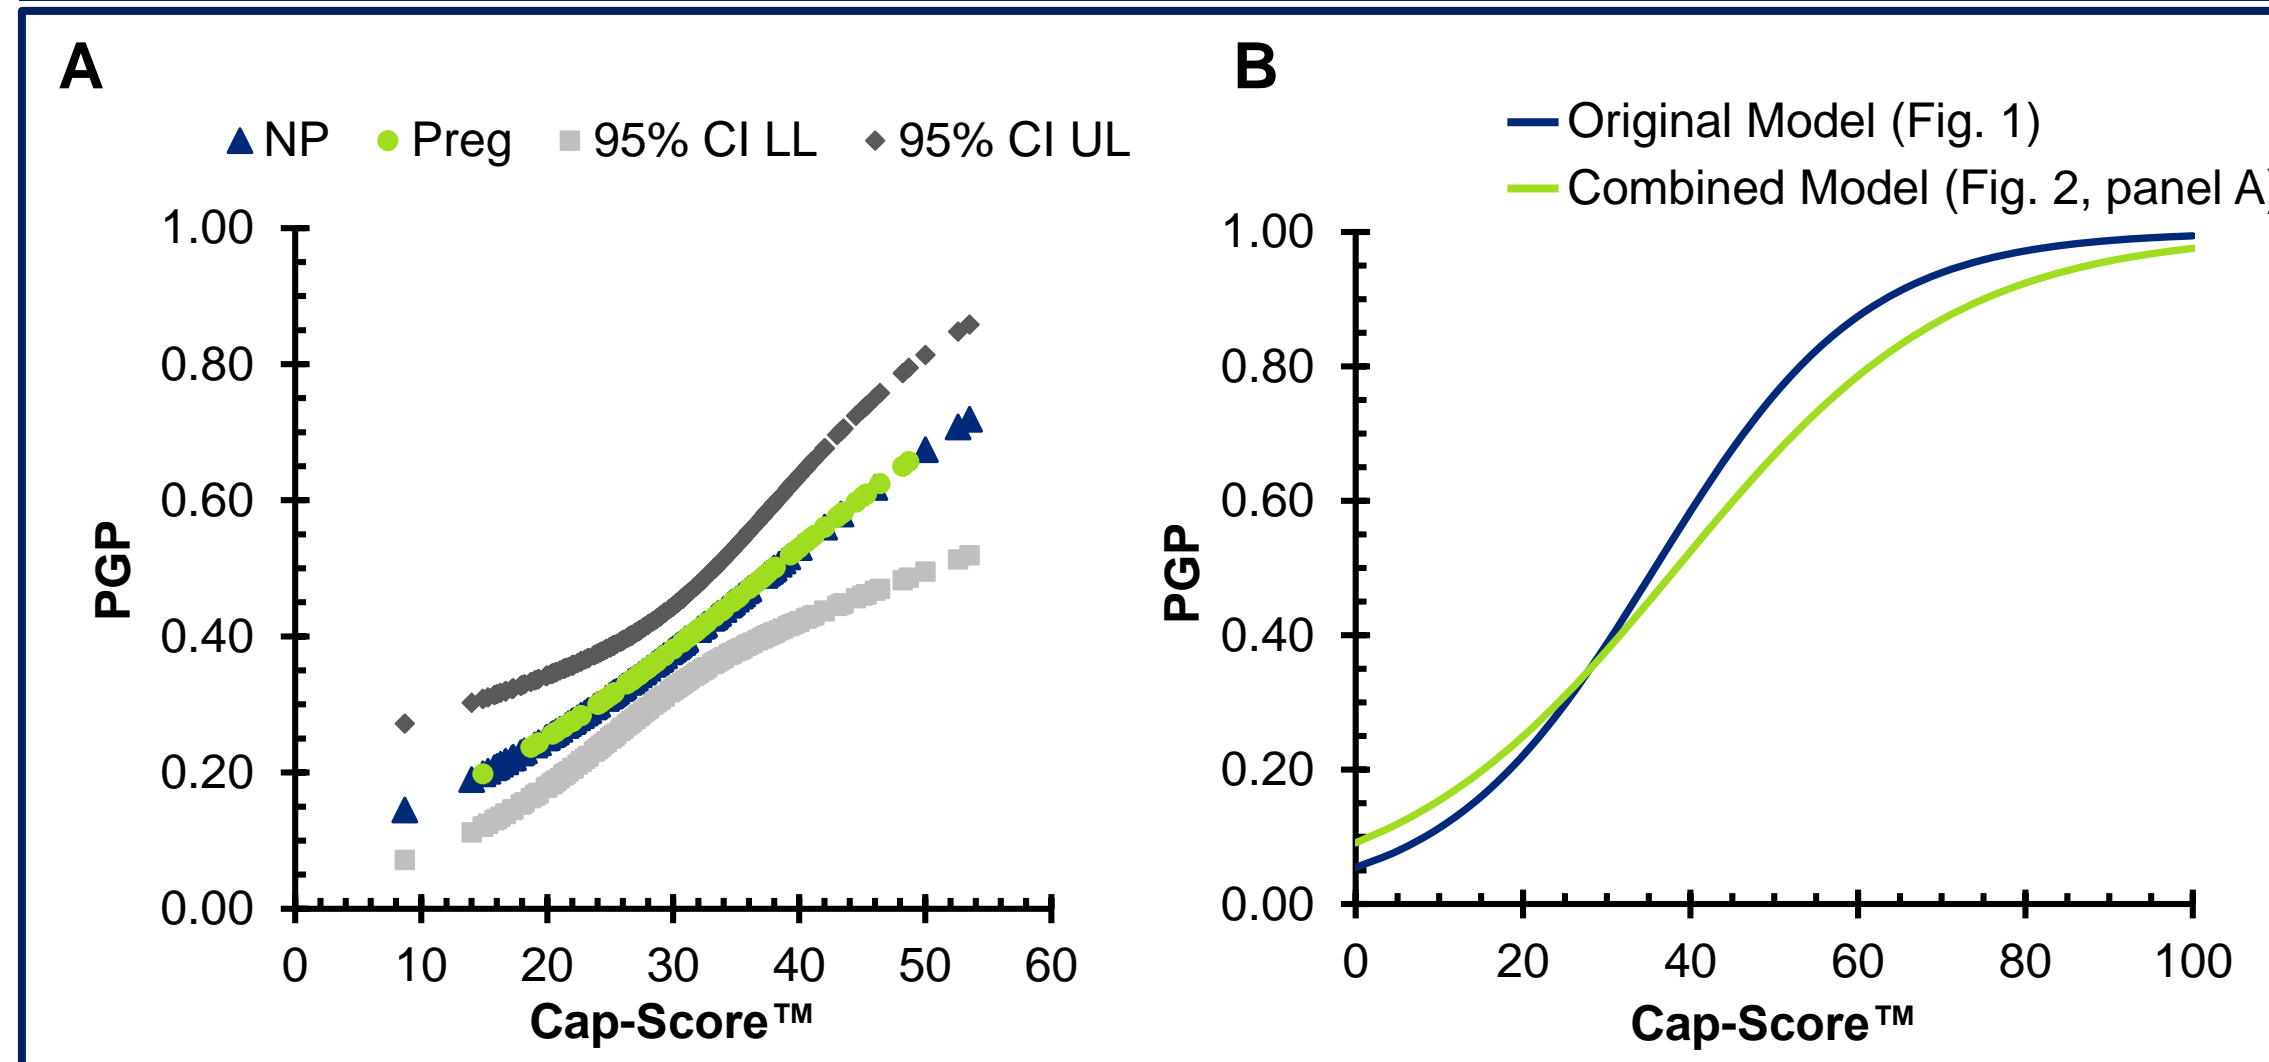 A
NP Preg 95% CI LL 95% CI UL
1.00
0.80
0.60
0.40
0.20
0.00
PGP
0 10 20 30 40 50 60
Cap-Score™
B
Original Model (Fig. 1)
Combined Model (Fig. 2, panel A)
1.00
0.80
0.60
0.40
0.20
0.00
PGP
0 20 40 60 80 100
Cap-Score™